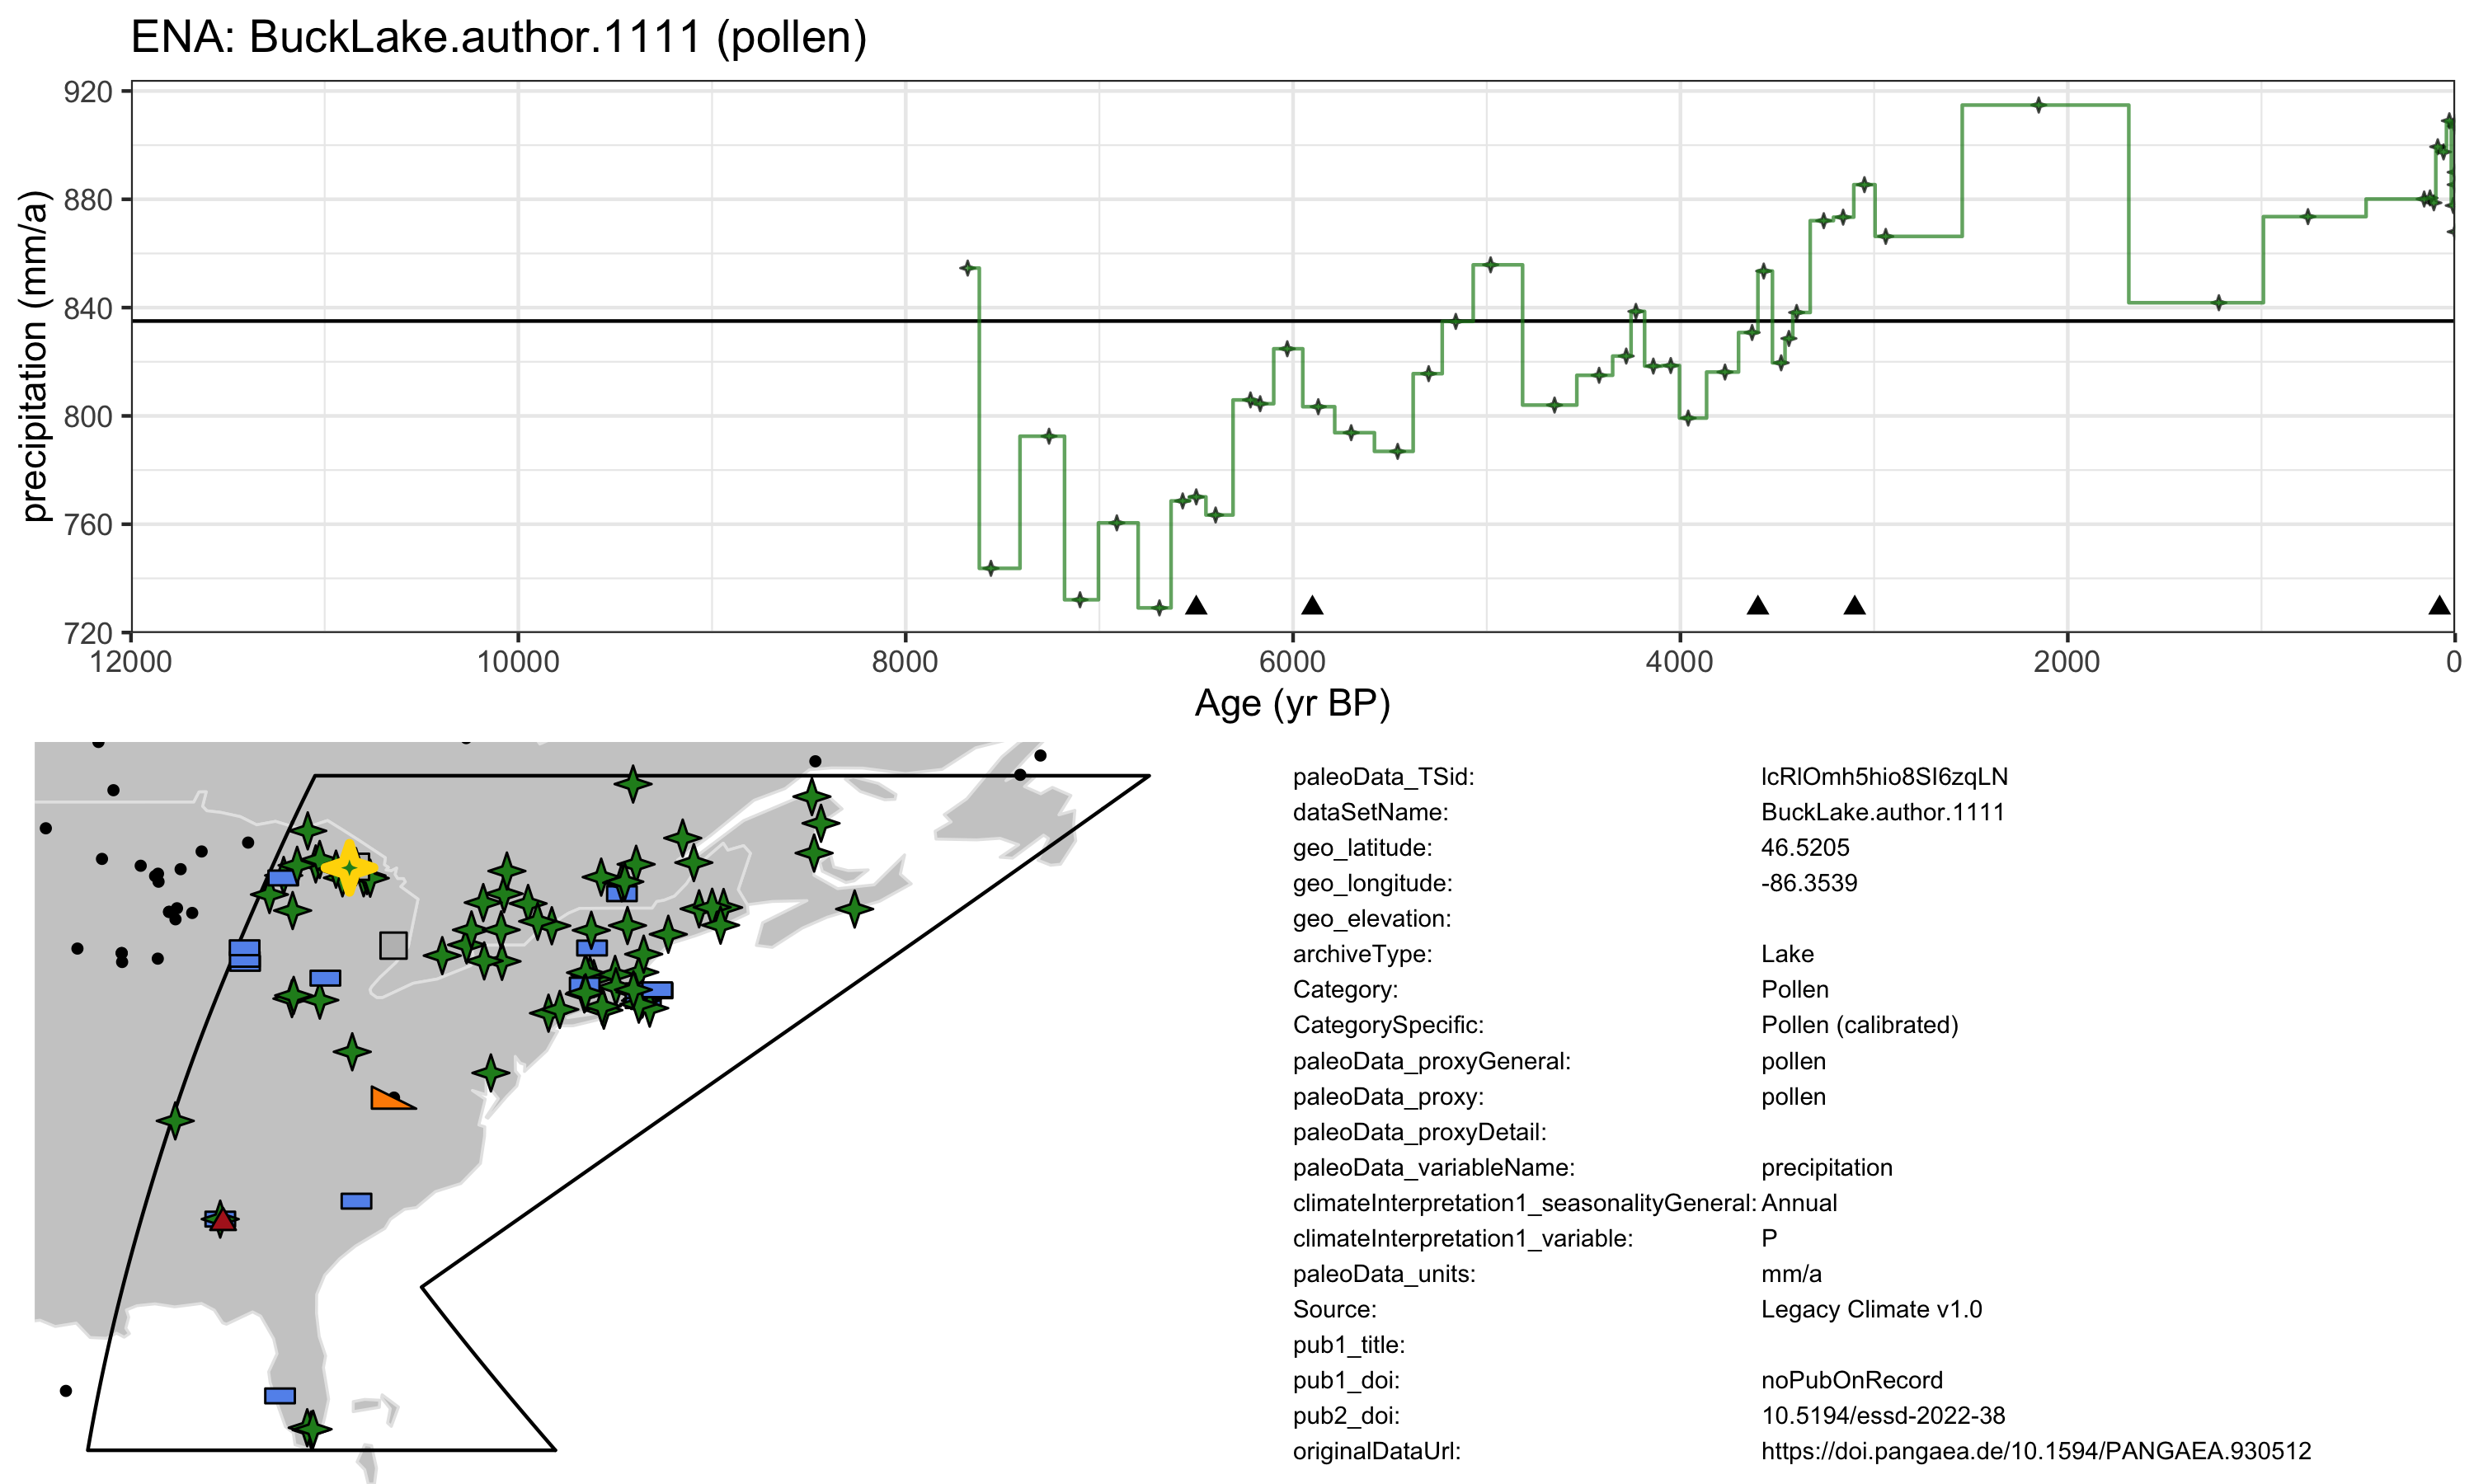 ENA: BuckLake.author.1111 (pollen)
920
880
840
800
760
720
precipitation (mm/a)
12000 10000 8000 6000 4000 2000 0
Age (yr BP)
paleoData_TSid: lcRlOmh5hio8Sl6zqLN
dataSetName: BuckLake.author.1111
geo_latitude: 46.5205
geo_longitude: -86.3539
geo_elevation:
archiveType: Lake
Category: Pollen
CategorySpecific: Pollen (calibrated)
paleoData_proxyGeneral: pollen
paleoData_proxy: pollen
paleoData_proxyDetail:
paleoData_variableName: precipitation
climateInterpretation1_seasonalityGeneral: Annual
climateInterpretation1_variable: P
paleoData_units: mm/a
Source: Legacy Climate v1.0
pub1_title:
pub1_doi: noPubOnRecord
pub2_doi: 10.5194/essd-2022-38
originalDataUrl: https://doi.pangaea.de/10.1594/PANGAEA.930512